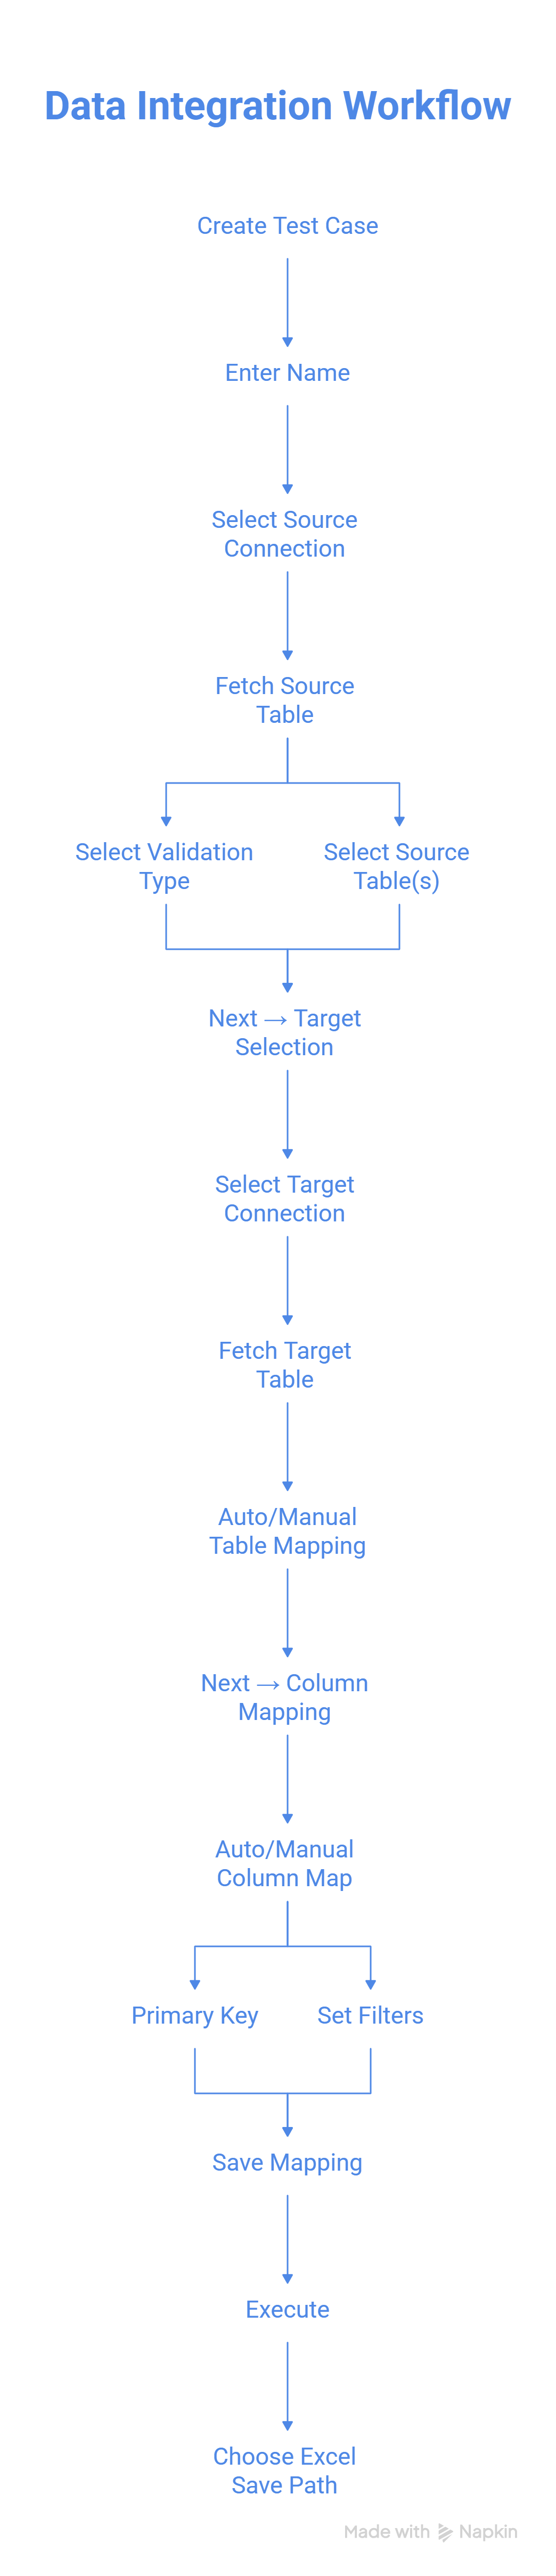 Data Integration Workflow
Create Test Case
Enter Name
Select Source
Connection
Fetch Source
Table
Select Validation
Type
Select Source
Table(s)
Next → Target
Selection
Select Target
Connection
Fetch Target
Table
Auto/Manual
Table Mapping
Next → Column
Mapping
Auto/Manual
Column Map
Primary Key
Set Filters
Save Mapping
Execute
Choose Excel
Save Path
Made with Napkin